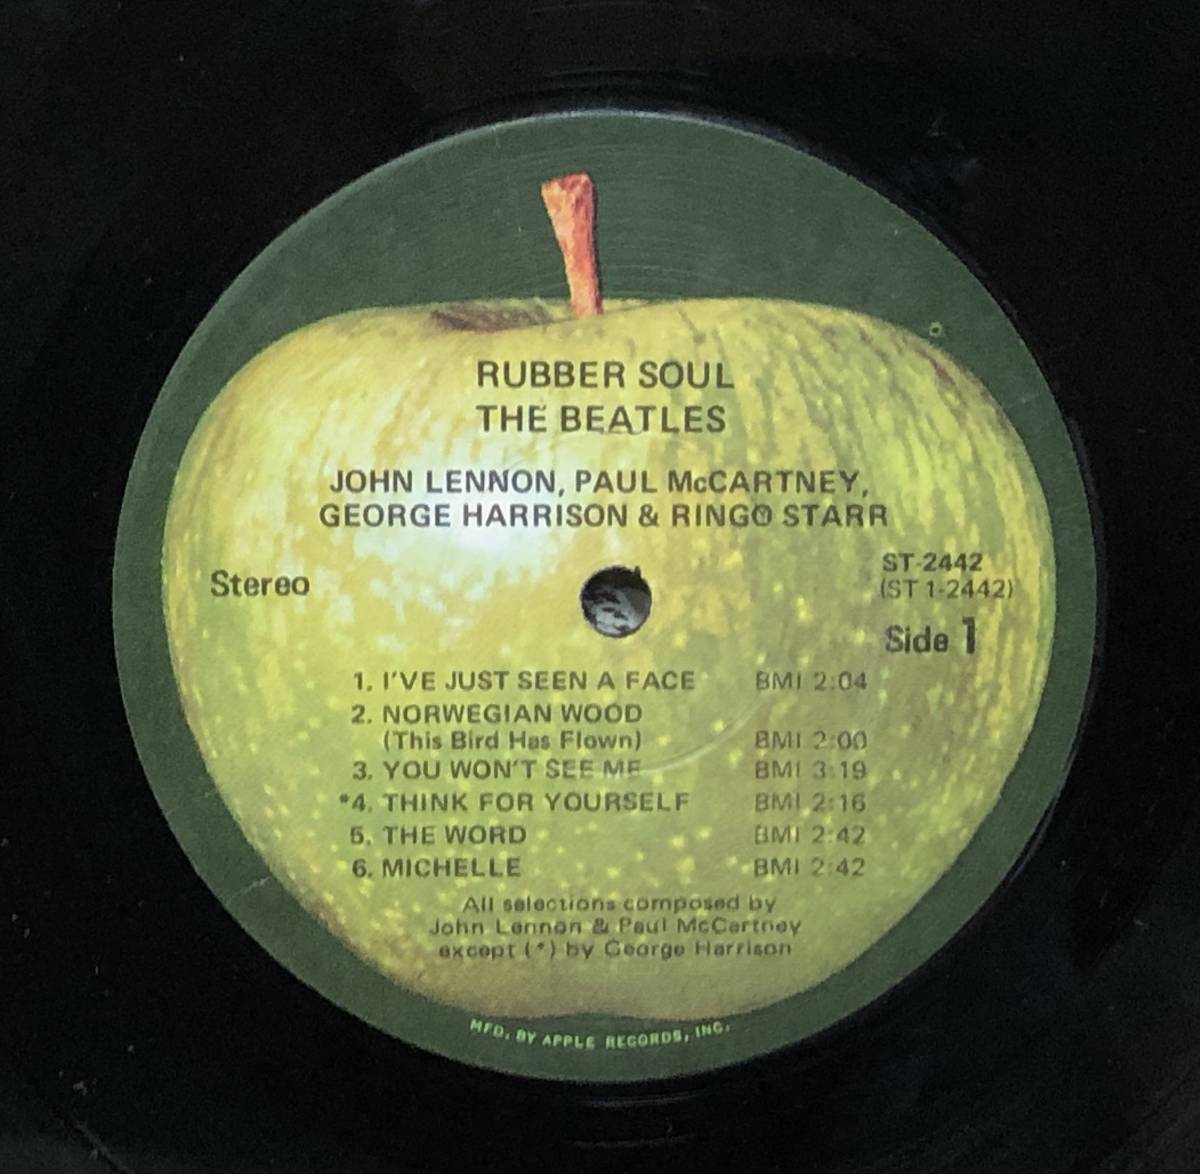 RUBBER SOUL
THE BEATLES
JOHN LENNON, PAUL McCARTNEY,
GEORGE HARRISON & RINGO STARR
Stereo
ST-2442
(ST 1-2442)
Side 1
1. I'VE JUST SEEN A FACE BMI 2:04
2. NORWEGIAN WOOD
(This Bird Has Flown) BMI 2:00
3. YOU WON'T SEE ME BMI 3:19
*4. THINK FOR YOURSELF BMI 2:16
5. THE WORD BMI 2:42
6. MICHELLE BMI 2:42
All selections composed by
John Lennon & Paul McCartney
except (*) by George Harrison
MFD. BY APPLE RECORDS, INC.